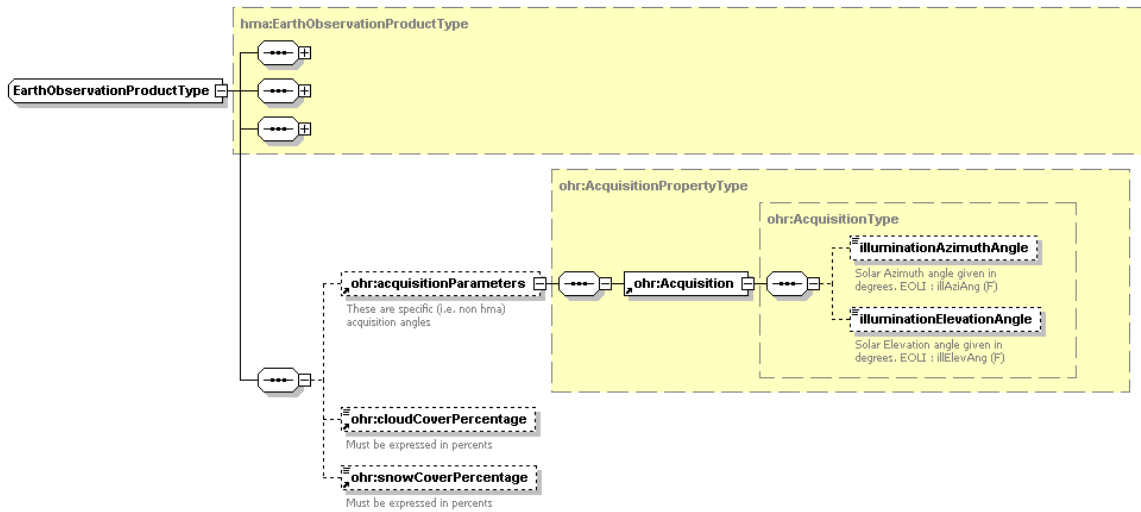 hma:EarthObservationProductType
EarthObservationProductType
ohr:AcquisitionPropertyType
ohr:AcquisitionType
illuminationAzimuthAngle
Solar Azimuth angle given in
degrees. EOLI : illAziAng (F)
ohr:acquisitionParameters
These are specific (i.e. non hma)
acquisition angles
ohr:Acquisition
illuminationElevationAngle
Solar Elevation angle given in
degrees. EOLI : illElevAng (F)
ohr:cloudCoverPercentage
Must be expressed in percents
ohr:snowCoverPercentage
Must be expressed in percents